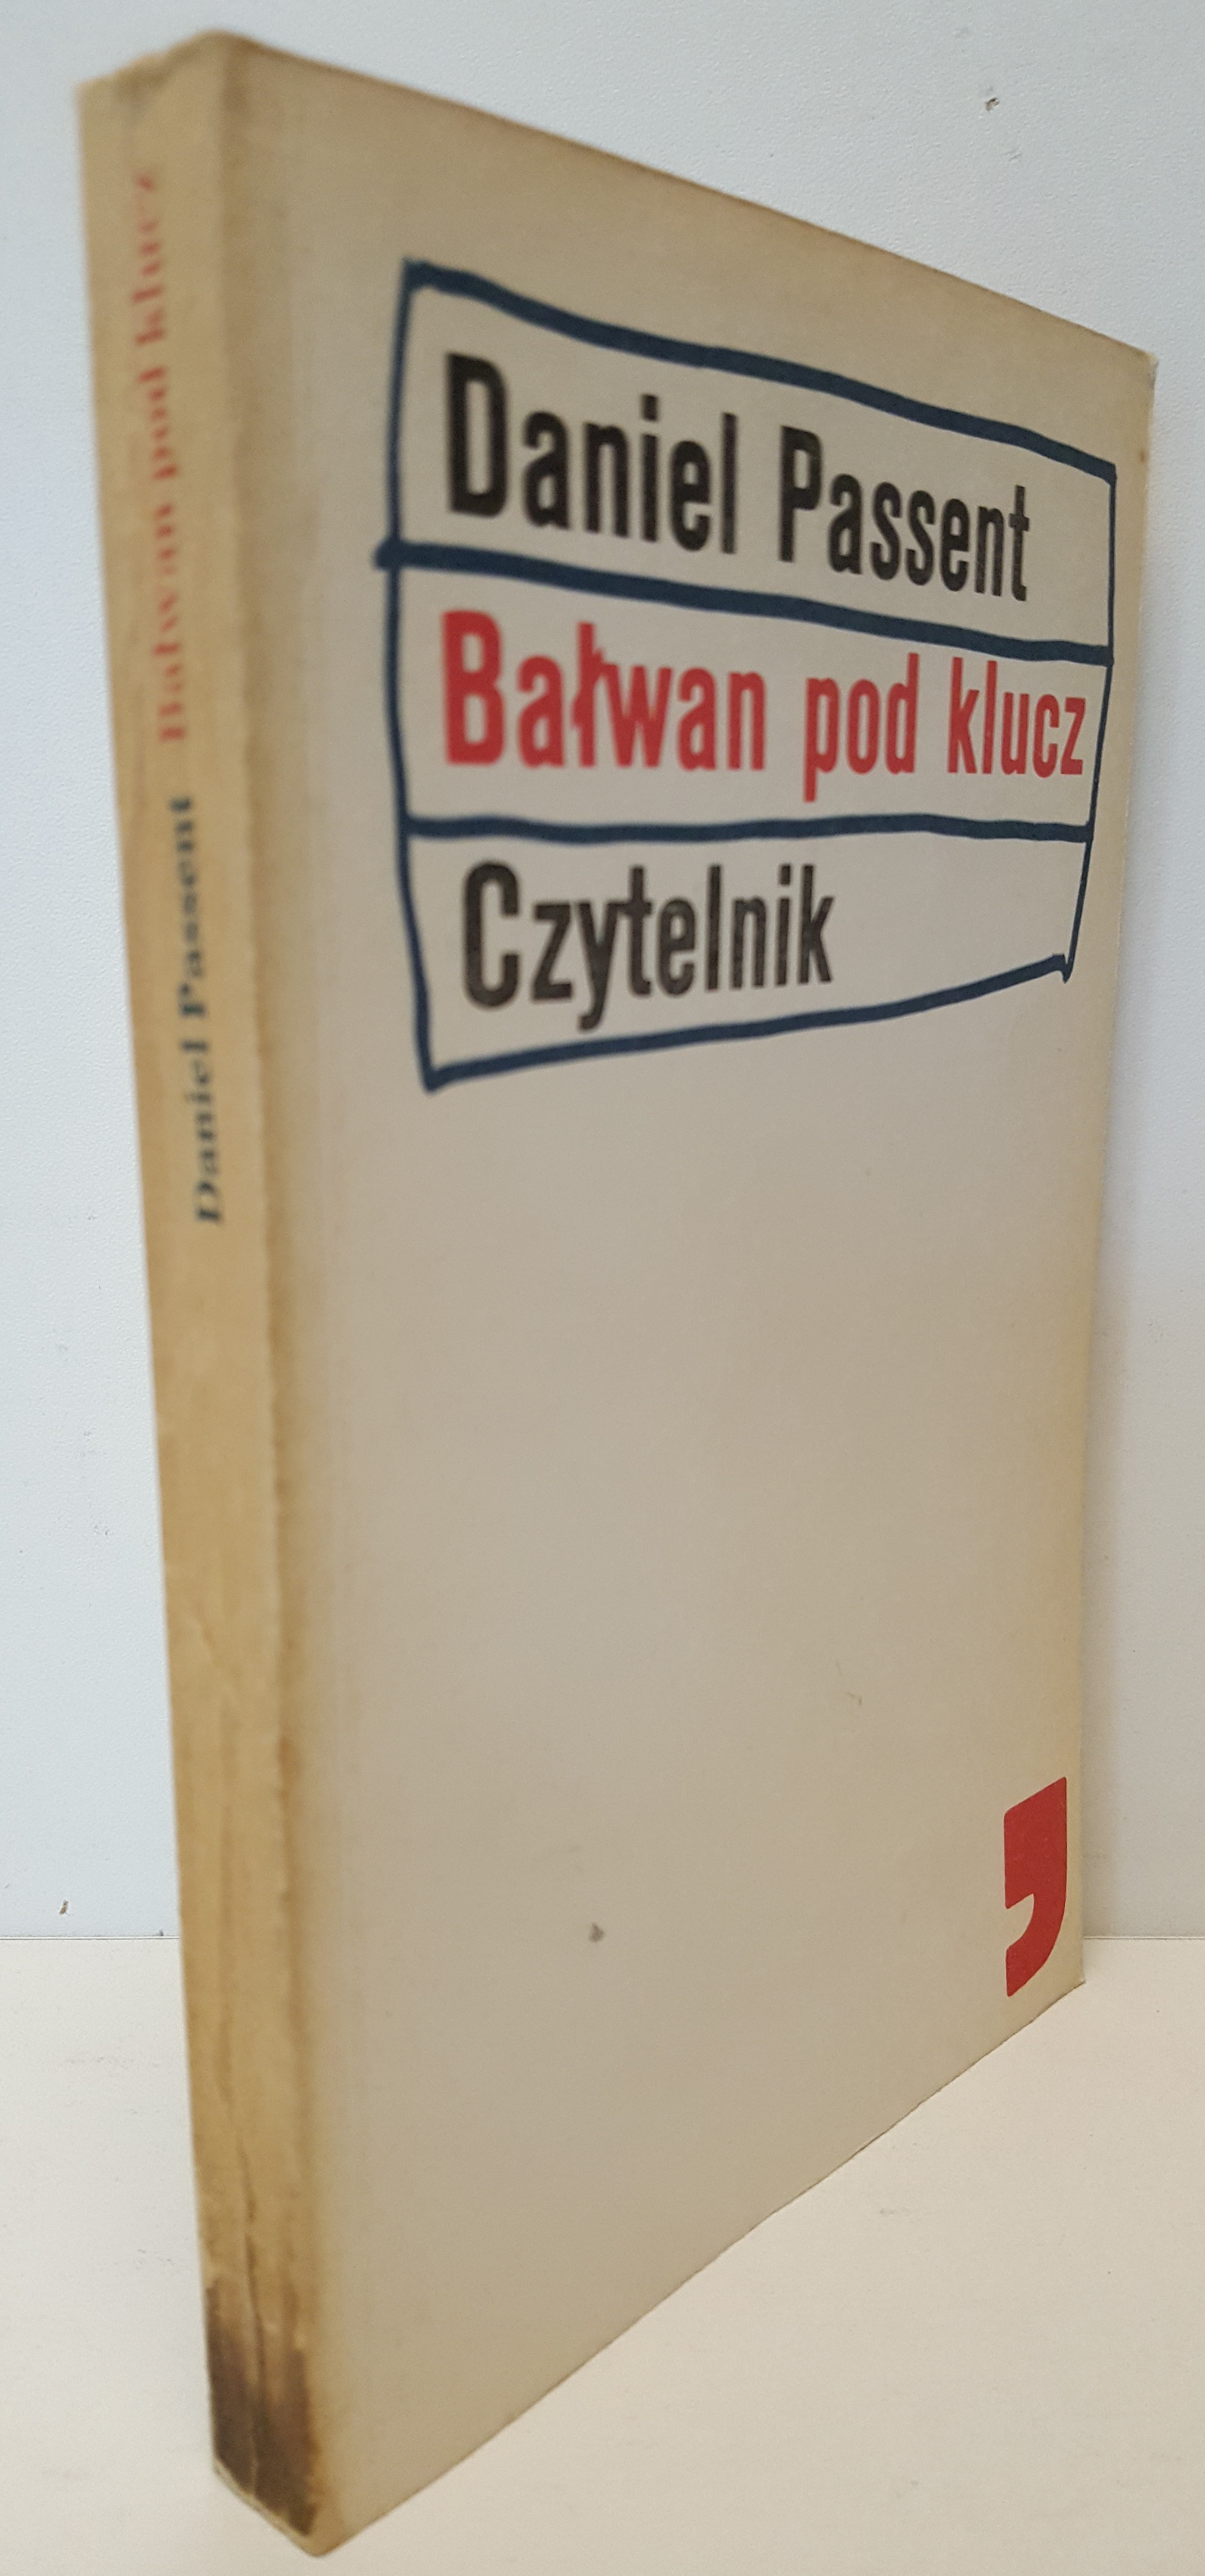 Daniel Passent
Bałwan pod klucz
Czytelnik
Daniel Passent Bałwan pod klucz